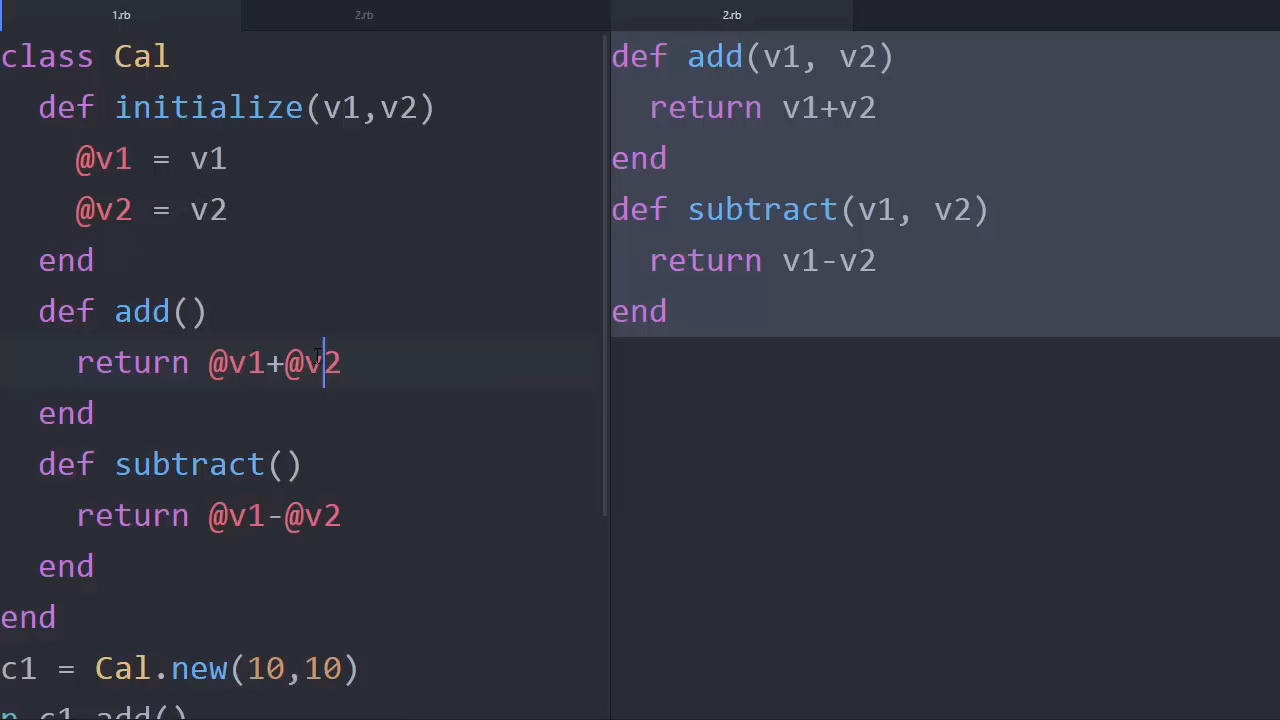 1.rb
2.rb
class Cal
  def initialize(v1,v2)
    @v1 = v1
    @v2 = v2
  end
  def add()
    return @v1+@v2
  end
  def subtract()
    return @v1-@v2
  end
end
c1 = Cal.new(10,10)
p c1.add()
2.rb
def add(v1, v2)
  return v1+v2
end
def subtract(v1, v2)
  return v1-v2
end